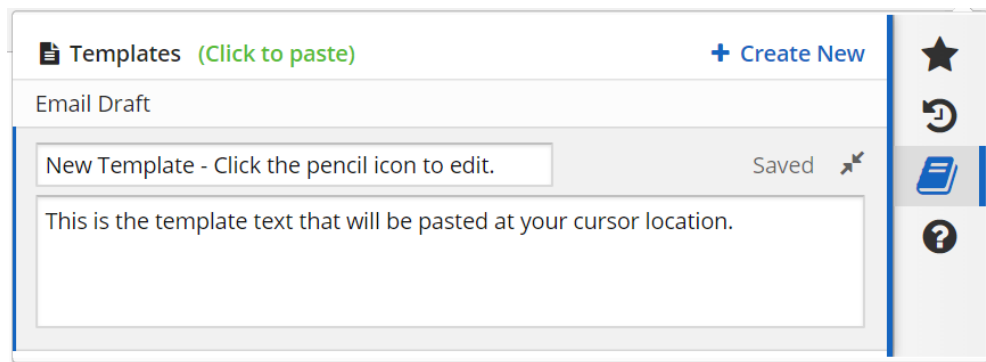 Templates (Click to paste) + Create New
Email Draft
New Template - Click the pencil icon to edit. Saved
This is the template text that will be pasted at your cursor location.